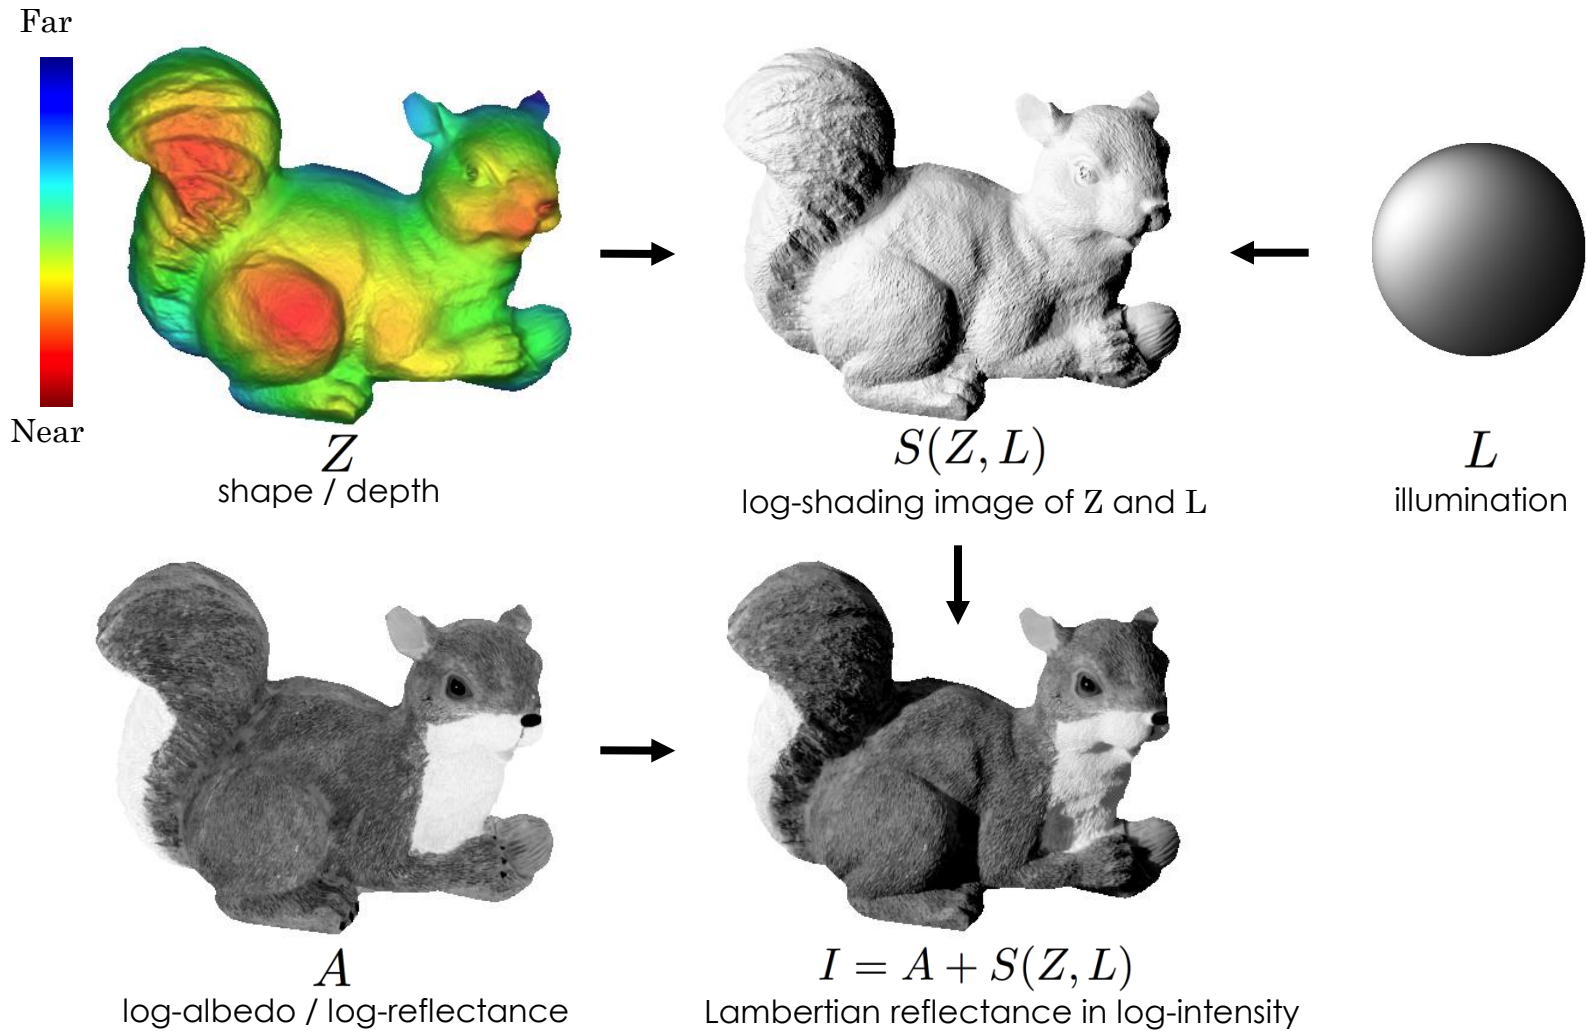 Far
Near
Z
shape / depth
S(Z, L)
log-shading image of Z and L
L
illumination
A
log-albedo / log-reflectance
I = A + S(Z, L)
Lambertian reflectance in log-intensity